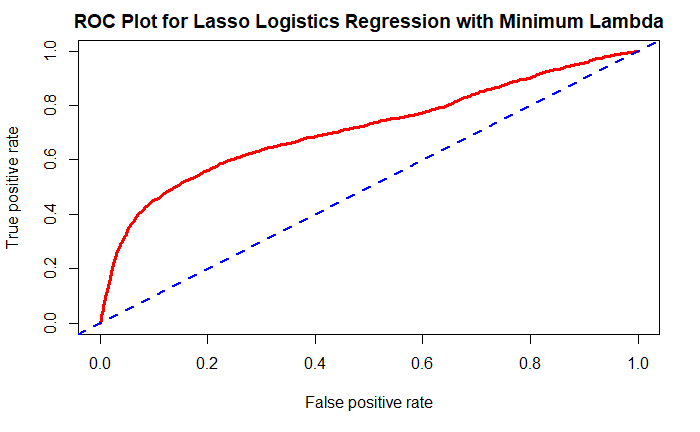 ROC Plot for Lasso Logistics Regression with Minimum Lambda
True positive rate
1.0
0.8
0.6
0.4
0.2
0.0
0.0 0.2 0.4 0.6 0.8 1.0
False positive rate